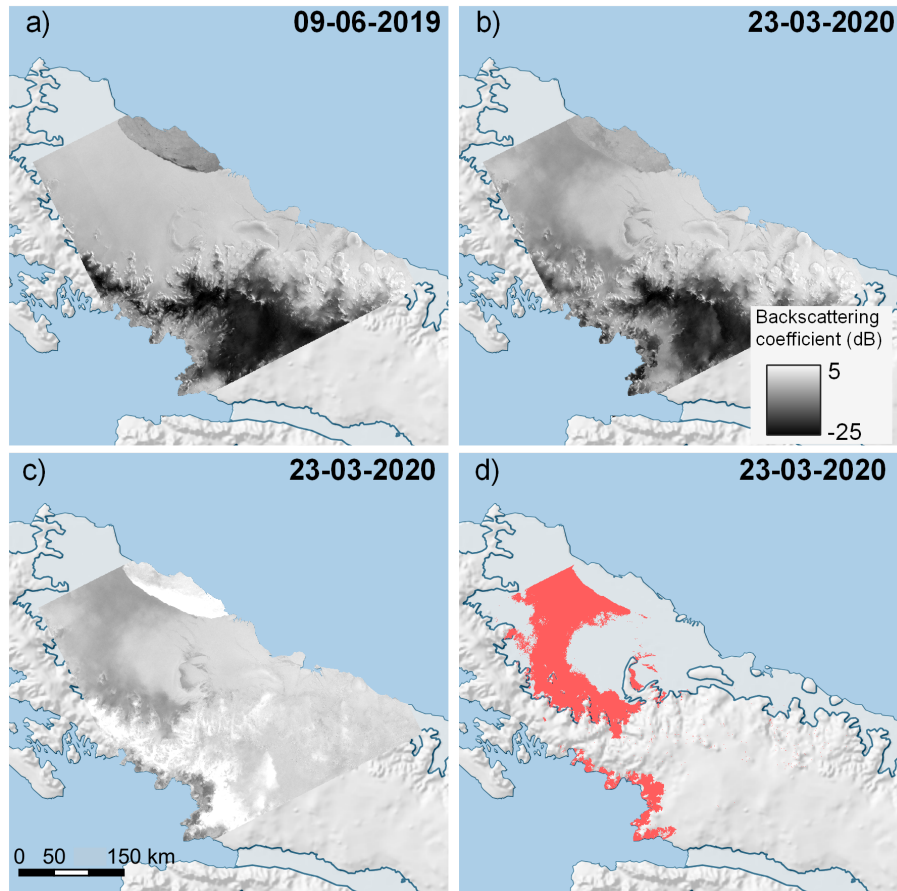 a)
09-06-2019
b)
23-03-2020
Backscattering
coefficient (dB)
5
-25
c)
23-03-2020
0 50 150 km
d)
23-03-2020